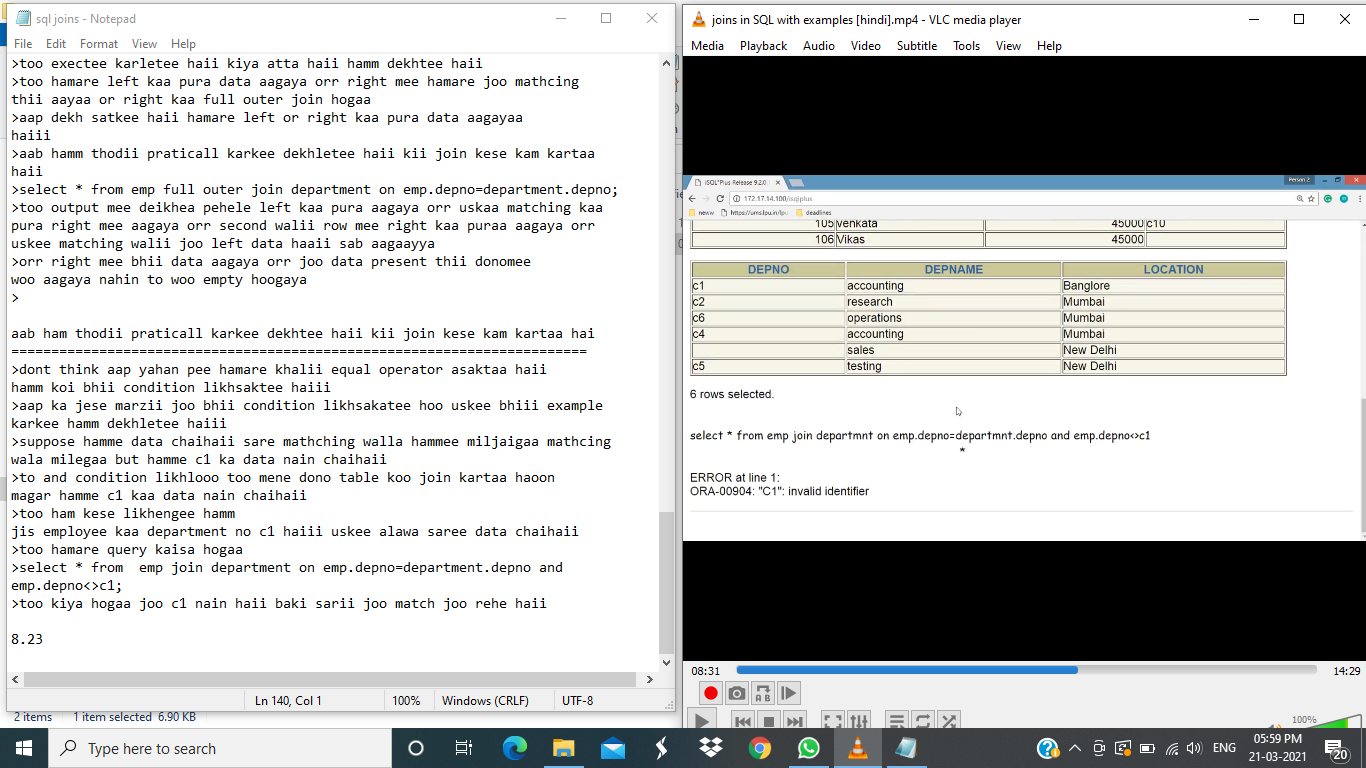 sql joins - Notepad
File Edit Format View Help
>too exectee karletee haii kiya atta haii hamm dekhtee haii
>too hamare left kaa pura data aagaya orr right mee hamare joo mathcing
thii aayaa or right kaa full outer join hogaa
>aap dekh satkee haii hamare left or right kaa pura data aagayaa
haiii
>aab hamm thodii praticall karkee dekhletee haii kii join kese kam kartaa
haii
>select * from emp full outer join department on emp.depno=department.depno;
>too output mee deikhea pehele left kaa pura aagaya orr uskaa matching kaa
pura right mee aagaya orr second walii row mee right kaa puraa aagaya orr
uskee matching walii joo left data haaii sab aagaayya
>orr right mee bhii data aagaya orr joo data present thii donomee
woo aagaya nahin to woo empty hoogaya
>
aab ham thodii praticall karkee dekhtee haii kii join kese kam kartaa hai
========================================================================
>dont think aap yahan pee hamare khalii equal operator asaktaa haii
hamm koi bhii condition likhsaktee haiii
>aap ka jese marzii joo bhii condition likhsakatee hoo uskee bhiii example
karkee hamm dekhletee haiii
>suppose hamme data chaihaii sare mathching walla hammee miljaigaa mathcing
wala milegaa but hamme c1 ka data nain chaihaii
>to and condition likhlooo too mene dono table koo join kartaa haoon
magar hamme c1 kaa data nain chaihaii
>too ham kese likhengee hamm
jis employee kaa department no c1 haiii uskee alawa saree data chaihaii
>too hamare query kaisa hogaa
>select * from  emp join department on emp.depno=department.depno and
emp.depno<>c1;
>too kiya hogaa joo c1 nain haii baki sarii joo match joo rehe haii
8.23
Ln 140, Col 1 100% Windows (CRLF) UTF-8
2 items 1 item selected 6.90 KB
joins in SQL with examples [hindi].mp4 - VLC media player
Media Playback Audio Video Subtitle Tools View Help
iSQL*Plus Release 9.2.0. Person 2
172.17.14.100/isqlplus
neww https://ums.lpu.in/lpu deadlines
105 venkata 45000 c10
106 Vikas 45000
DEPNO DEPNAME LOCATION
c1 accounting Banglore
c2 research Mumbai
c6 operations Mumbai
c4 accounting Mumbai
sales New Delhi
c5 testing New Delhi
6 rows selected.
select * from emp join departmnt on emp.depno=departmnt.depno and emp.depno<>c1
*
ERROR at line 1:
ORA-00904: "C1": invalid identifier
08:31 14:29
100%
Type here to search
ENG
05:59 PM
21-03-2021
20